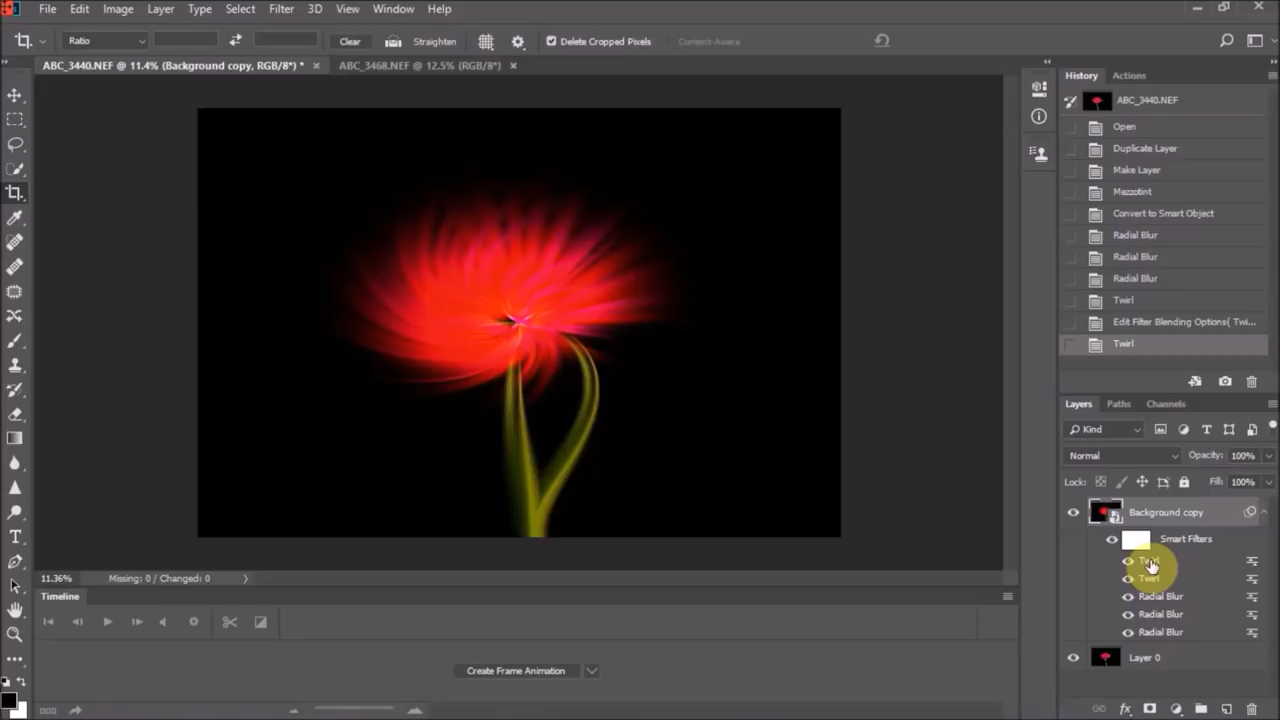 File Edit Image Layer Type Select Filter 3D View Window Help
Ratio Clear Straighten Delete Cropped Pixels Content-Aware
ABC_3440.NEF @ 11.4% (Background copy, RGB/8*) * ABC_3468.NEF @ 12.5% (RGB/8*)
History Actions
ABC_3440.NEF
Open
Duplicate Layer
Make Layer
Mezzotint
Convert to Smart Object
Radial Blur
Radial Blur
Radial Blur
Twirl
Edit Filter Blending Options( Twi...
Twirl
Layers Paths Channels
Kind
Normal Opacity: 100%
Lock: Fill: 100%
Background copy
Smart Filters
Twirl
Twirl
Radial Blur
Radial Blur
Radial Blur
Layer 0
11.36% Missing: 0 / Changed: 0
Timeline
Create Frame Animation